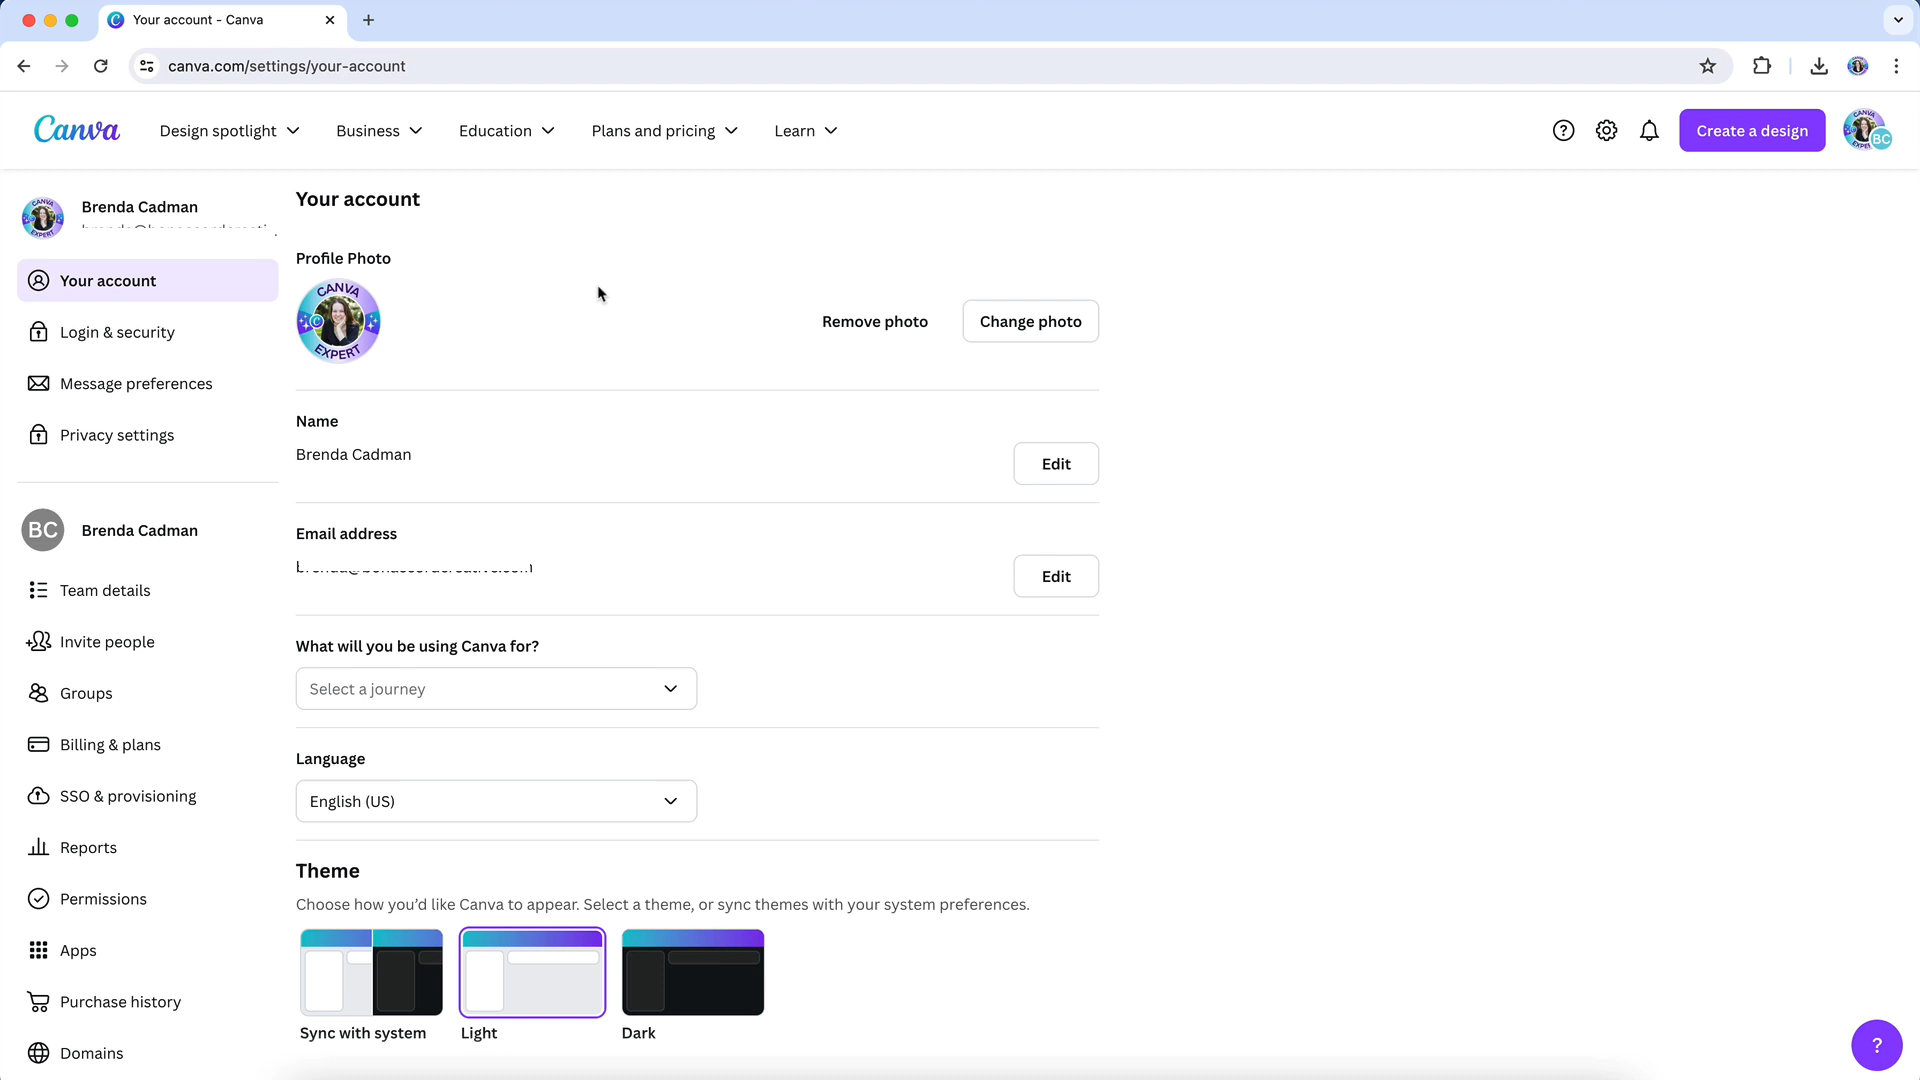 Your account - Canva
canva.com/settings/your-account
Canva
Design spotlight
Business
Education
Plans and pricing
Learn
Create a design
BC
Brenda Cadman
Your account
Login & security
Message preferences
Privacy settings
BC
Brenda Cadman
Team details
Invite people
Groups
Billing & plans
SSO & provisioning
Reports
Permissions
Apps
Purchase history
Domains
Your account
Profile Photo
CANVA
EXPERT
Remove photo
Change photo
Name
Brenda Cadman
Edit
Email address
Edit
What will you be using Canva for?
Select a journey
Language
English (US)
Theme
Choose how you’d like Canva to appear. Select a theme, or sync themes with your system preferences.
Sync with system
Light
Dark
?